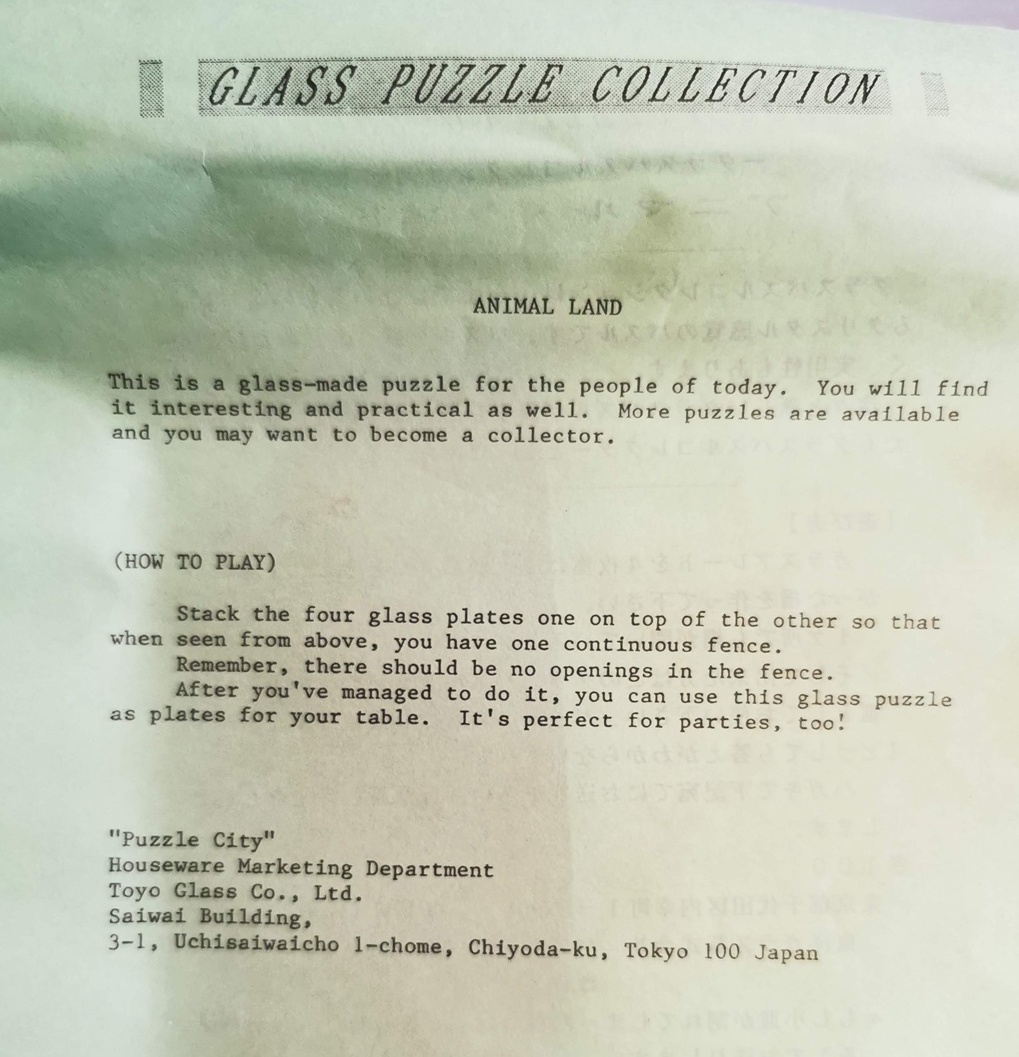 GLASS PUZZLE COLLECTION
ANIMAL LAND
This is a glass-made puzzle for the people of today. You will find
it interesting and practical as well. More puzzles are available
and you may want to become a collector.
(HOW TO PLAY)
Stack the four glass plates one on top of the other so that
when seen from above, you have one continuous fence.
Remember, there should be no openings in the fence.
After you've managed to do it, you can use this glass puzzle
as plates for your table. It's perfect for parties, too!
"Puzzle City"
Houseware Marketing Department
Toyo Glass Co., Ltd.
Saiwai Building,
3-1, Uchisaiwaicho 1-chome, Chiyoda-ku, Tokyo 100 Japan